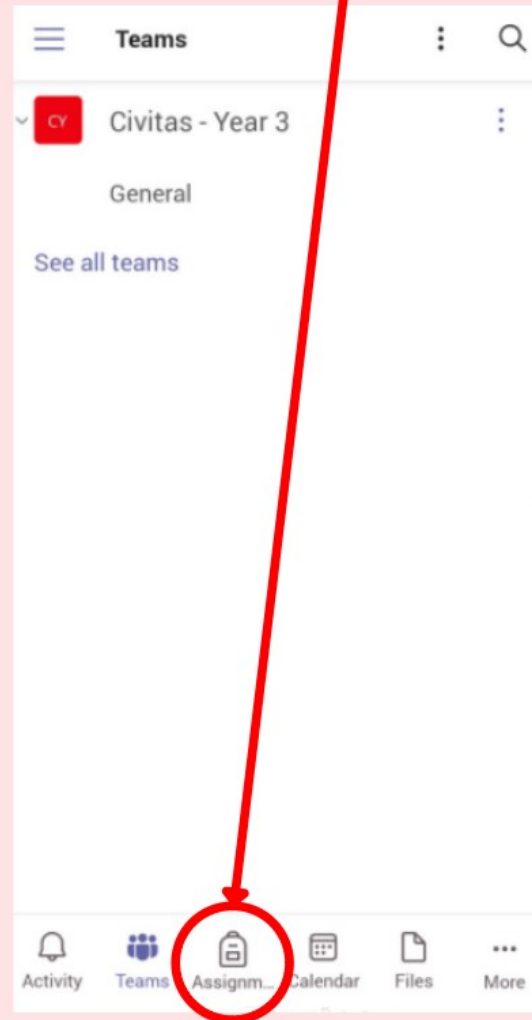 Teams
CY Civitas - Year 3
General
See all teams
Activity Teams Assignm... Calendar Files More